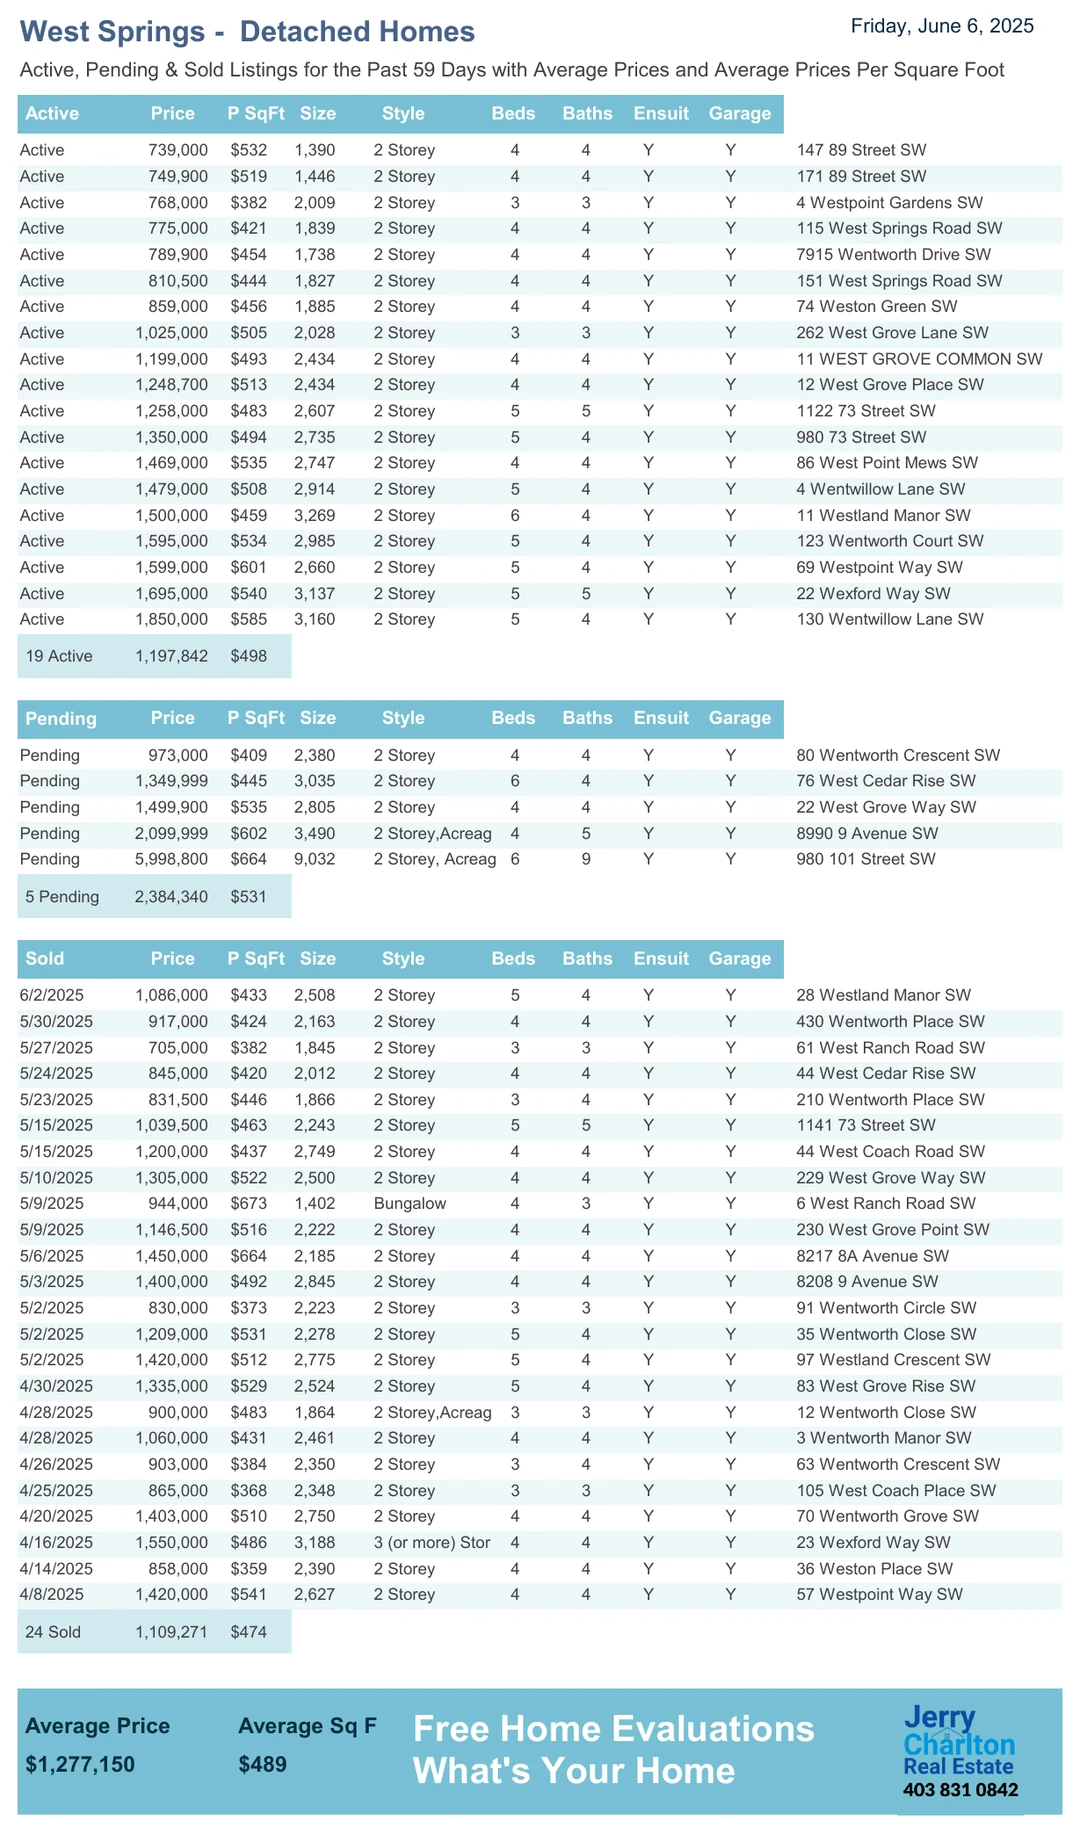 West Springs -  Detached Homes
Friday, June 6, 2025
Active, Pending & Sold Listings for the Past 59 Days with Average Prices and Average Prices Per Square Foot
Active Price P SqFt Size Style Beds Baths Ensuit Garage
Active 739,000 $532 1,390 2 Storey 4 4 Y Y 147 89 Street SW
Active 749,900 $519 1,446 2 Storey 4 4 Y Y 171 89 Street SW
Active 768,000 $382 2,009 2 Storey 3 3 Y Y 4 Westpoint Gardens SW
Active 775,000 $421 1,839 2 Storey 4 4 Y Y 115 West Springs Road SW
Active 789,900 $454 1,738 2 Storey 4 4 Y Y 7915 Wentworth Drive SW
Active 810,500 $444 1,827 2 Storey 4 4 Y Y 151 West Springs Road SW
Active 859,000 $456 1,885 2 Storey 4 4 Y Y 74 Weston Green SW
Active 1,025,000 $505 2,028 2 Storey 3 3 Y Y 262 West Grove Lane SW
Active 1,199,000 $493 2,434 2 Storey 4 4 Y Y 11 WEST GROVE COMMON SW
Active 1,248,700 $513 2,434 2 Storey 4 4 Y Y 12 West Grove Place SW
Active 1,258,000 $483 2,607 2 Storey 5 5 Y Y 1122 73 Street SW
Active 1,350,000 $494 2,735 2 Storey 5 4 Y Y 980 73 Street SW
Active 1,469,000 $535 2,747 2 Storey 4 4 Y Y 86 West Point Mews SW
Active 1,479,000 $508 2,914 2 Storey 5 4 Y Y 4 Wentwillow Lane SW
Active 1,500,000 $459 3,269 2 Storey 6 4 Y Y 11 Westland Manor SW
Active 1,595,000 $534 2,985 2 Storey 5 4 Y Y 123 Wentworth Court SW
Active 1,599,000 $601 2,660 2 Storey 5 4 Y Y 69 Westpoint Way SW
Active 1,695,000 $540 3,137 2 Storey 5 5 Y Y 22 Wexford Way SW
Active 1,850,000 $585 3,160 2 Storey 5 4 Y Y 130 Wentwillow Lane SW
19 Active 1,197,842 $498
Pending Price P SqFt Size Style Beds Baths Ensuit Garage
Pending 973,000 $409 2,380 2 Storey 4 4 Y Y 80 Wentworth Crescent SW
Pending 1,349,999 $445 3,035 2 Storey 6 4 Y Y 76 West Cedar Rise SW
Pending 1,499,900 $535 2,805 2 Storey 4 4 Y Y 22 West Grove Way SW
Pending 2,099,999 $602 3,490 2 Storey,Acreag 4 5 Y Y 8990 9 Avenue SW
Pending 5,998,800 $664 9,032 2 Storey, Acreag 6 9 Y Y 980 101 Street SW
5 Pending 2,384,340 $531
Sold Price P SqFt Size Style Beds Baths Ensuit Garage
6/2/2025 1,086,000 $433 2,508 2 Storey 5 4 Y Y 28 Westland Manor SW
5/30/2025 917,000 $424 2,163 2 Storey 4 4 Y Y 430 Wentworth Place SW
5/27/2025 705,000 $382 1,845 2 Storey 3 3 Y Y 61 West Ranch Road SW
5/24/2025 845,000 $420 2,012 2 Storey 4 4 Y Y 44 West Cedar Rise SW
5/23/2025 831,500 $446 1,866 2 Storey 3 4 Y Y 210 Wentworth Place SW
5/15/2025 1,039,500 $463 2,243 2 Storey 5 5 Y Y 1141 73 Street SW
5/15/2025 1,200,000 $437 2,749 2 Storey 4 4 Y Y 44 West Coach Road SW
5/10/2025 1,305,000 $522 2,500 2 Storey 4 4 Y Y 229 West Grove Way SW
5/9/2025 944,000 $673 1,402 Bungalow 4 3 Y Y 6 West Ranch Road SW
5/9/2025 1,146,500 $516 2,222 2 Storey 4 4 Y Y 230 West Grove Point SW
5/6/2025 1,450,000 $664 2,185 2 Storey 4 4 Y Y 8217 8A Avenue SW
5/3/2025 1,400,000 $492 2,845 2 Storey 4 4 Y Y 8208 9 Avenue SW
5/2/2025 830,000 $373 2,223 2 Storey 3 3 Y Y 91 Wentworth Circle SW
5/2/2025 1,209,000 $531 2,278 2 Storey 5 4 Y Y 35 Wentworth Close SW
5/2/2025 1,420,000 $512 2,775 2 Storey 5 4 Y Y 97 Westland Crescent SW
4/30/2025 1,335,000 $529 2,524 2 Storey 5 4 Y Y 83 West Grove Rise SW
4/28/2025 900,000 $483 1,864 2 Storey,Acreag 3 3 Y Y 12 Wentworth Close SW
4/28/2025 1,060,000 $431 2,461 2 Storey 4 4 Y Y 3 Wentworth Manor SW
4/26/2025 903,000 $384 2,350 2 Storey 3 4 Y Y 63 Wentworth Crescent SW
4/25/2025 865,000 $368 2,348 2 Storey 3 3 Y Y 105 West Coach Place SW
4/20/2025 1,403,000 $510 2,750 2 Storey 4 4 Y Y 70 Wentworth Grove SW
4/16/2025 1,550,000 $486 3,188 3 (or more) Stor 4 4 Y Y 23 Wexford Way SW
4/14/2025 858,000 $359 2,390 2 Storey 4 4 Y Y 36 Weston Place SW
4/8/2025 1,420,000 $541 2,627 2 Storey 4 4 Y Y 57 Westpoint Way SW
24 Sold 1,109,271 $474
Average Price Average Sq F
$1,277,150 $489
Free Home Evaluations
What's Your Home
Jerry
Charlton
Real Estate
403 831 0842